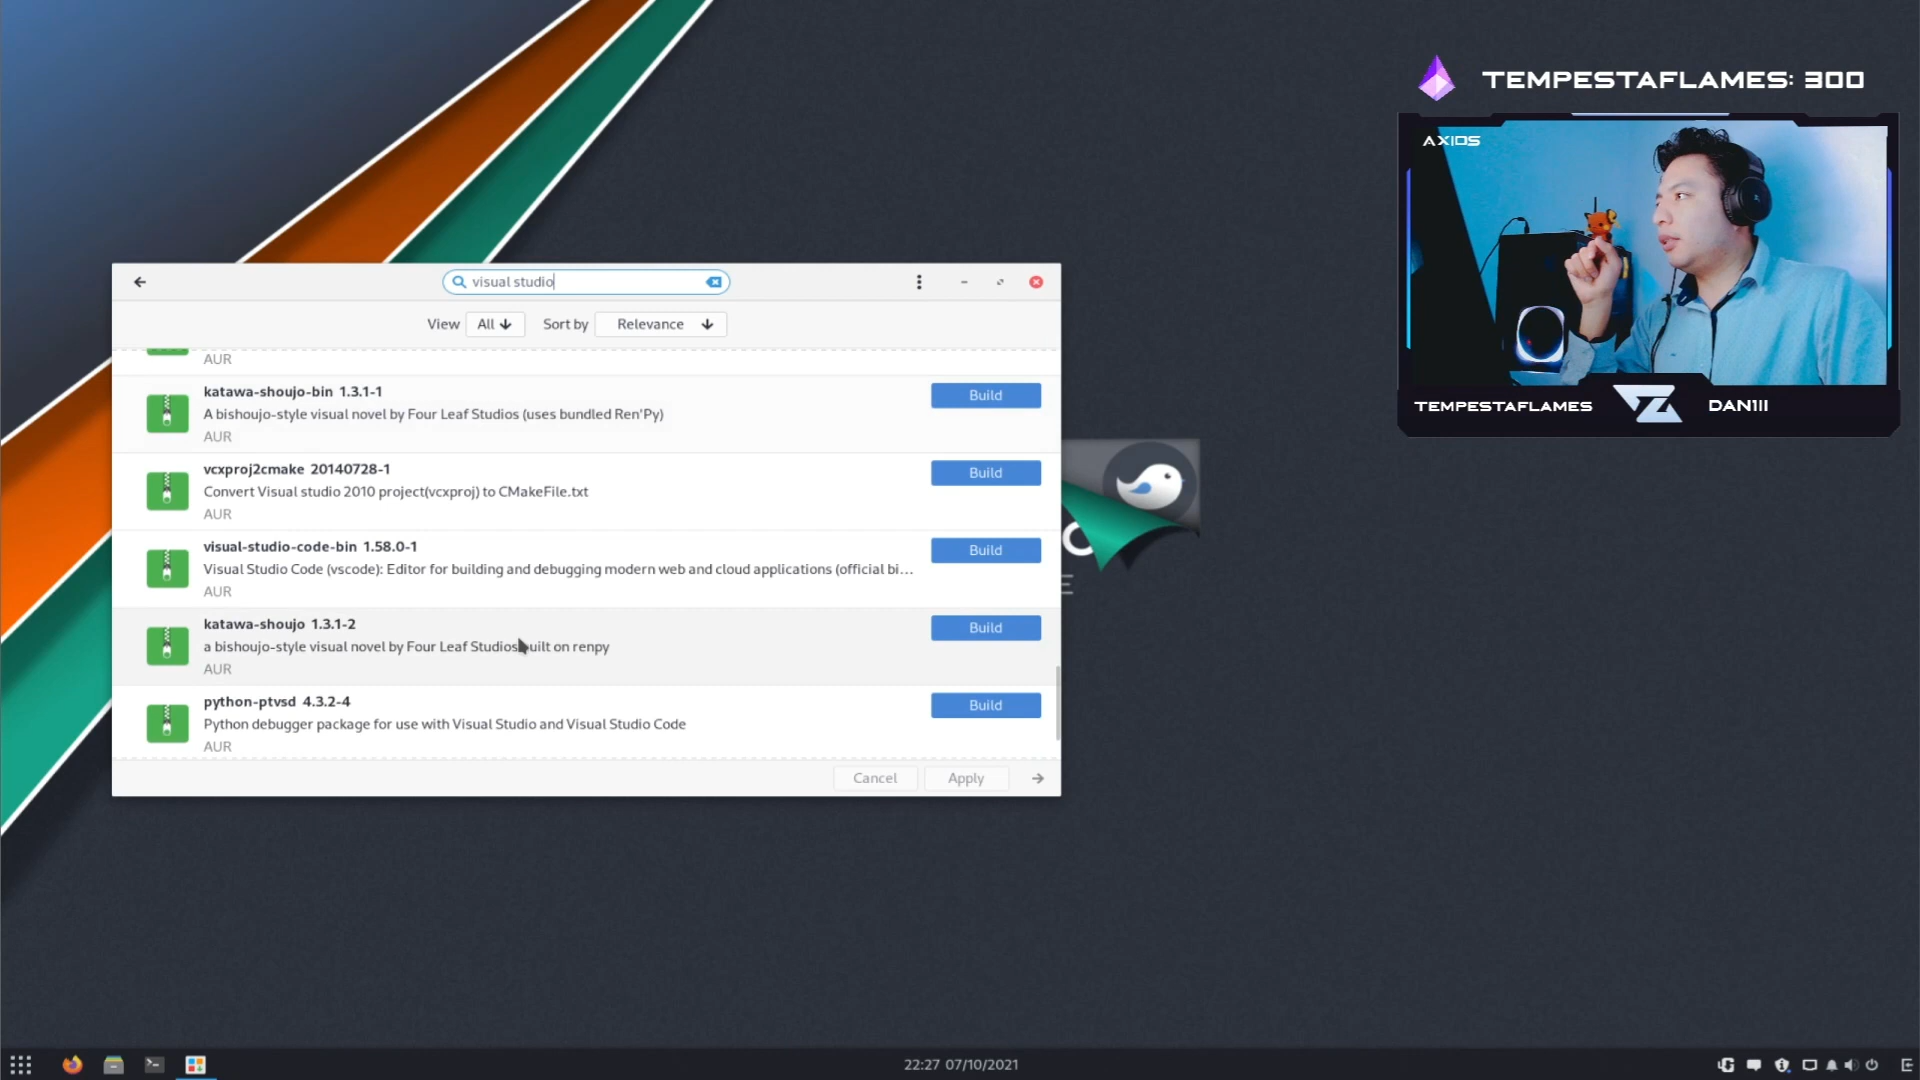 TEMPESTAFLAMES: 300
AXIOS
TEMPESTAFLAMES
DAN1II
visual studio
View All Sort by Relevance
AUR
katawa-shoujo-bin 1.3.1-1
Build
A bishoujo-style visual novel by Four Leaf Studios (uses bundled Ren'Py)
AUR
vcxproj2cmake 20140728-1
Build
Convert Visual studio 2010 project(vcxproj) to CMakeFile.txt
AUR
visual-studio-code-bin 1.58.0-1
Build
Visual Studio Code (vscode): Editor for building and debugging modern web and cloud applications (official bi...
AUR
katawa-shoujo 1.3.1-2
Build
a bishoujo-style visual novel by Four Leaf Studios built on renpy
AUR
python-ptvsd 4.3.2-4
Build
Python debugger package for use with Visual Studio and Visual Studio Code
AUR
Cancel Apply
O
E
22:27 07/10/2021